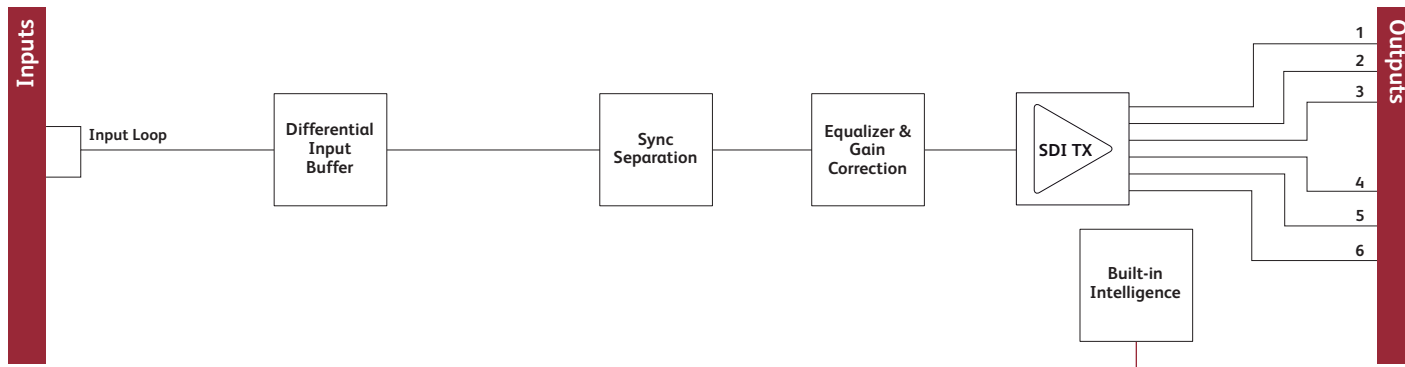 Inputs
Input Loop
Differential
Input
Buffer
Sync
Separation
Equalizer &
Gain
Correction
SDI TX
Built-in
Intelligence
1
2
3
4
5
6
Outputs